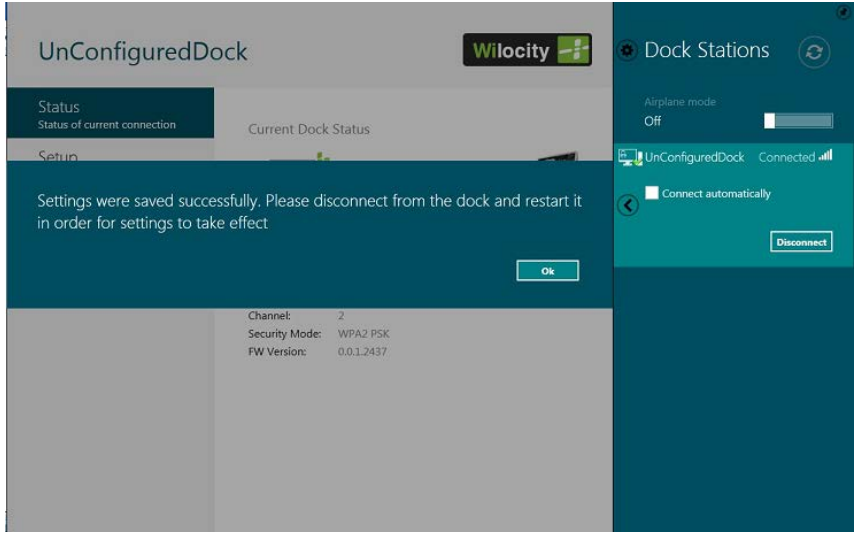 UnConfiguredDock
Wilocity
Status
Status of current connection
Setup
Current Dock Status
Settings were saved successfully. Please disconnect from the dock and restart it
in order for settings to take effect
Ok
Channel: 2
Security Mode: WPA2 PSK
FW Version: 0.0.1.2437
Dock Stations
Airplane mode
Off
UnConfiguredDock Connected
Connect automatically
Disconnect